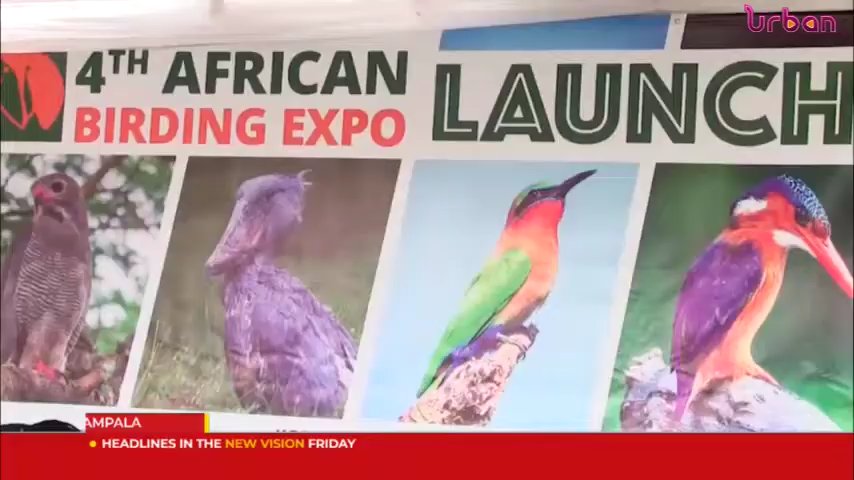 urban
4TH AFRICAN
BIRDING EXPO
LAUNCH
AMPALA
HEADLINES IN THE NEW VISION FRIDAY